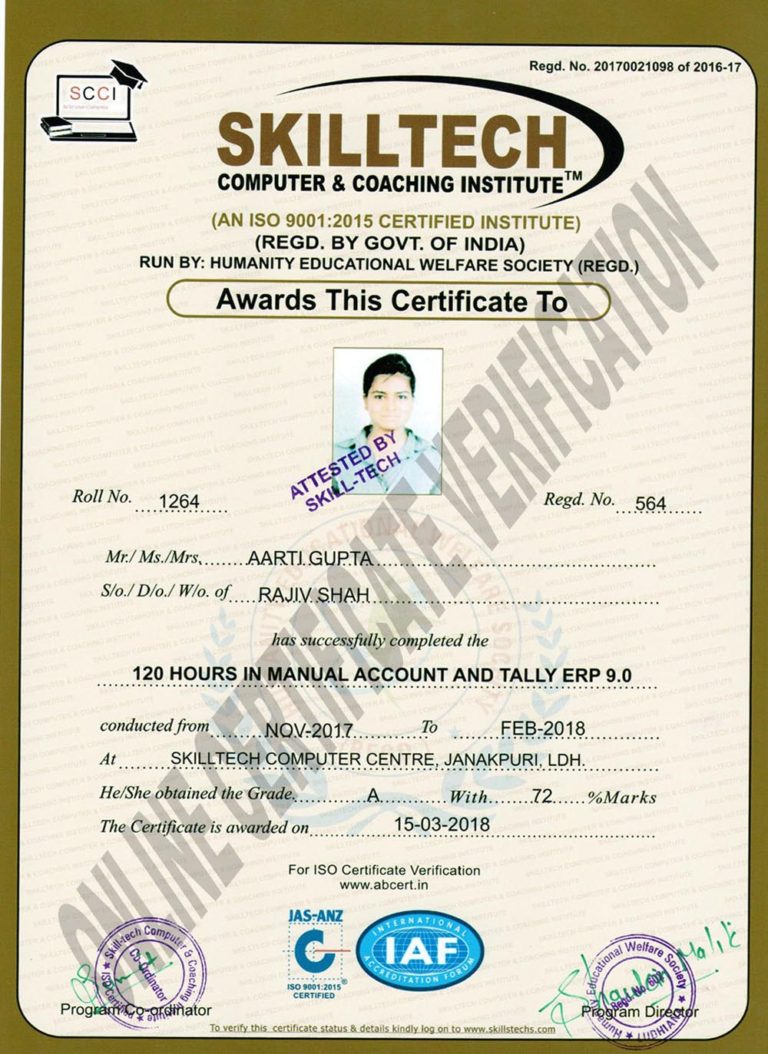 Regd. No. 20170021098 of 2016-17
SCCI
SKILLTECH
COMPUTER & COACHING INSTITUTE™
(AN ISO 9001:2015 CERTIFIED INSTITUTE)
(REGD. BY GOVT. OF INDIA)
RUN BY: HUMANITY EDUCATIONAL WELFARE SOCIETY (REGD.)
Awards This Certificate To
ATTESTED BY
SKILL-TECH
Roll No. 1264 Regd. No. 564
Mr./ Ms./Mrs. AARTI GUPTA
S/o./ D/o./ W/o. of RAJIV SHAH
has successfully completed the
120 HOURS IN MANUAL ACCOUNT AND TALLY ERP 9.0
conducted from NOV-2017 To FEB-2018
At SKILLTECH COMPUTER CENTRE, JANAKPURI, LDH.
He/She obtained the Grade A With 72 %Marks
The Certificate is awarded on 15-03-2018
ONLINE CERTIFICATE VERIFICATION
For ISO Certificate Verification
www.abcert.in
JAS-ANZ
C
ISO 9001:2015
CERTIFIED
INTERNATIONAL
IAF
ACCREDITATION FORUM
Skill-tech Computer & Coaching Institute
Co-Ordinator
Program Co-ordinator
Educational Welfare Society
Regd. No.
LUDHIANA
Malik
Program Director
To verify this certificate status & details kindly log on to www.skillstechs.com